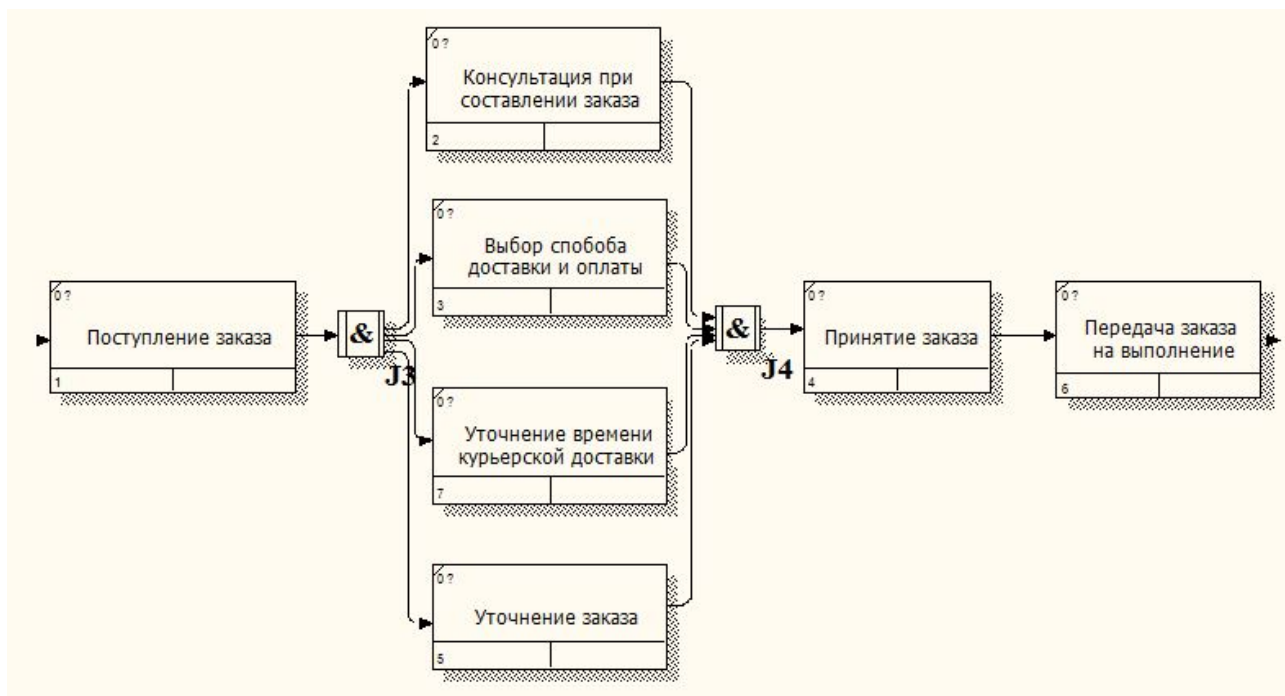 0 ?
Консультация при
составлении заказа
2
0 ?
Выбор спобоба
доставки и оплаты
3
0 ?
Поступление заказа
1
&
J3
&
J4
0 ?
Принятие заказа
4
0 ?
Передача заказа
на выполнение
6
0 ?
Уточнение времени
курьерской доставки
7
0 ?
Уточнение заказа
5